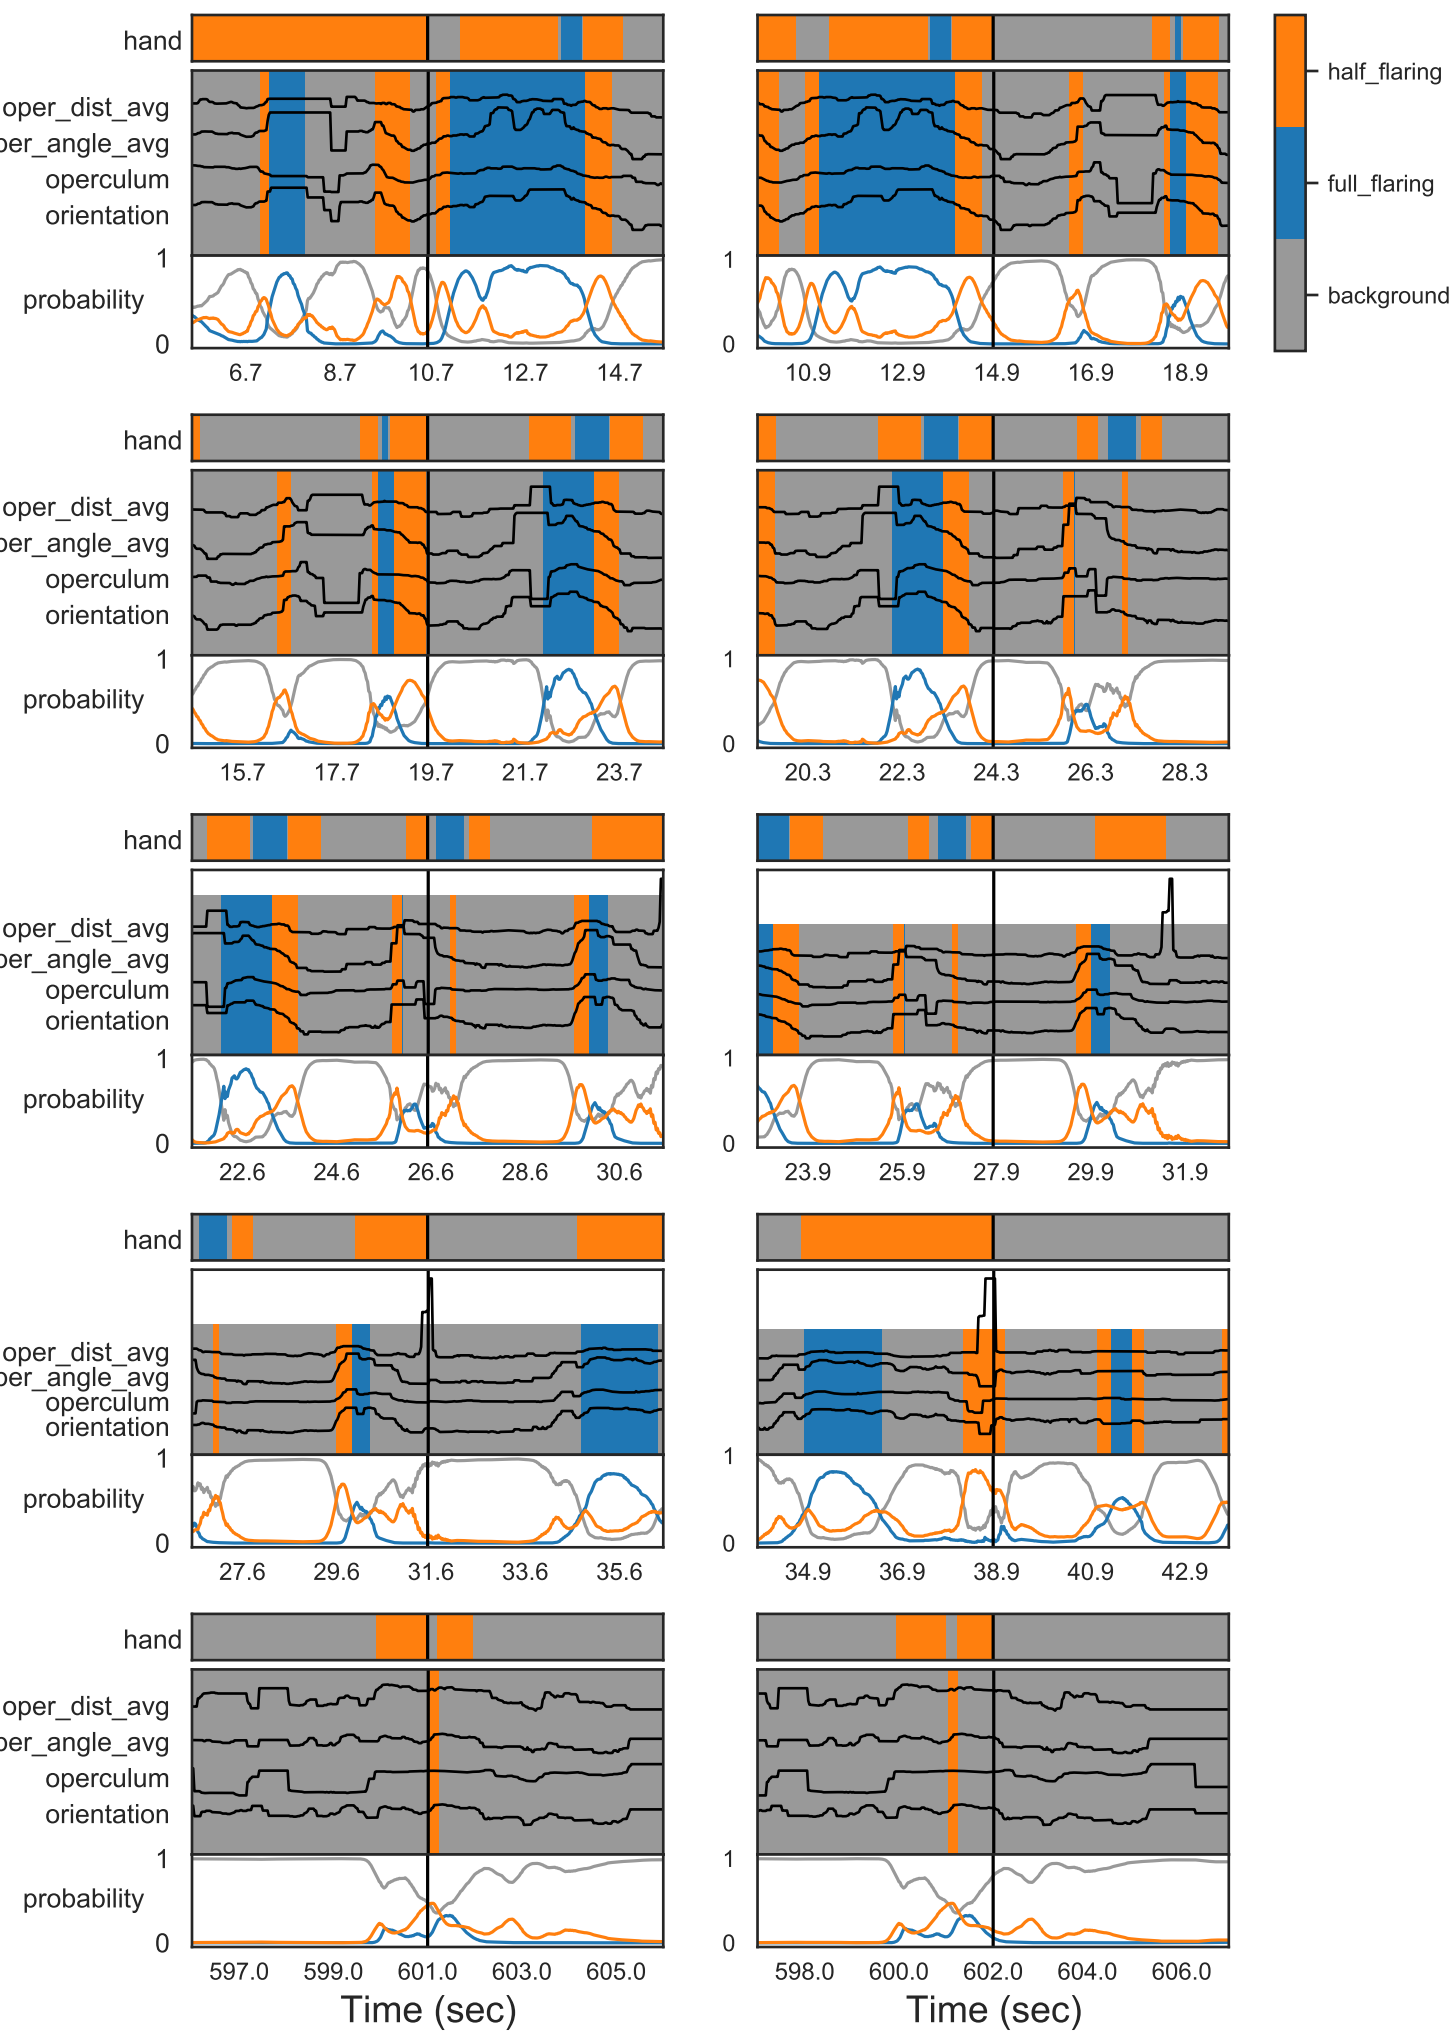 hand
oper_dist_avg
per_angle_avg
operculum
orientation
1
probability
0
6.7 8.7 10.7 12.7 14.7
1
0
10.9 12.9 14.9 16.9 18.9
half_flaring
full_flaring
background
hand
oper_dist_avg
per_angle_avg
operculum
orientation
1
probability
0
15.7 17.7 19.7 21.7 23.7
1
0
20.3 22.3 24.3 26.3 28.3
hand
oper_dist_avg
per_angle_avg
operculum
orientation
1
probability
0
22.6 24.6 26.6 28.6 30.6
1
0
23.9 25.9 27.9 29.9 31.9
hand
oper_dist_avg
per_angle_avg
operculum
orientation
1
probability
0
27.6 29.6 31.6 33.6 35.6
1
0
34.9 36.9 38.9 40.9 42.9
hand
oper_dist_avg
per_angle_avg
operculum
orientation
1
probability
0
597.0 599.0 601.0 603.0 605.0
Time (sec)
1
0
598.0 600.0 602.0 604.0 606.0
Time (sec)